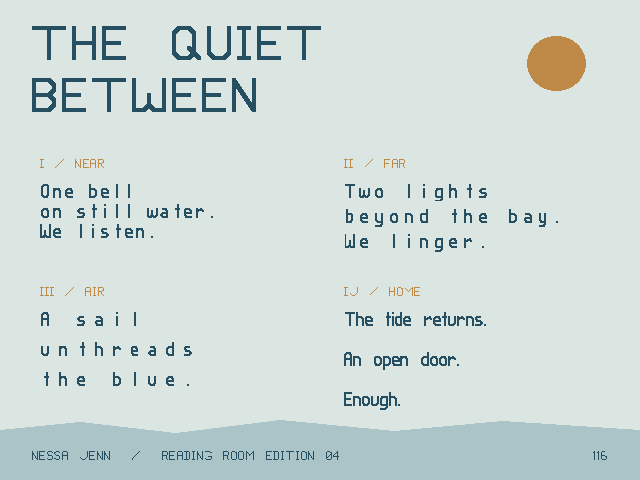 THE QUIET
BETWEEN
I / NEAR
One bell
on still water.
We listen.
II / FAR
Two lights
beyond the bay.
We linger.
III / AIR
A sail
unthreads
the blue.
IV / HOME
The tide returns.
An open door.
Enough.
NESSA JENN / READING ROOM EDITION 04
116